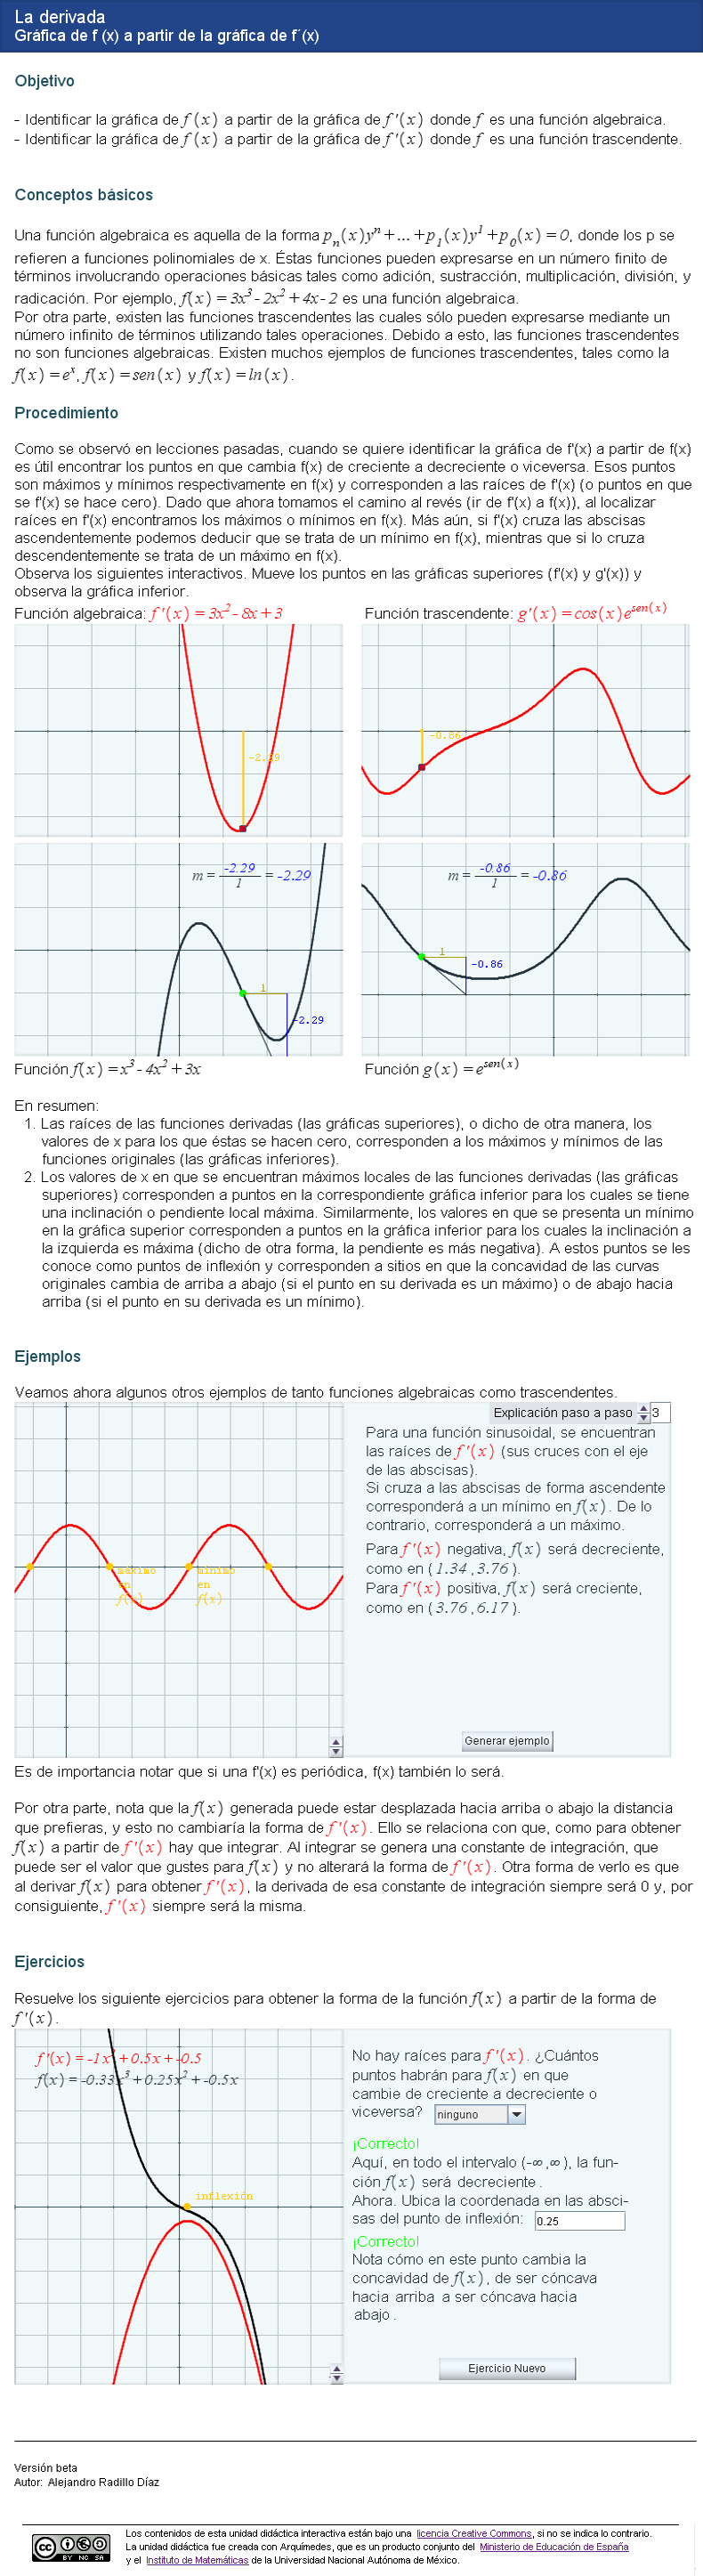 La derivada
Gráfica de f (x) a partir de la gráfica de f´(x)
Objetivo
- Identificar la gráfica de f(x) a partir de la gráfica de f'(x) donde f es una función algebraica.
- Identificar la gráfica de f(x) a partir de la gráfica de f'(x) donde f es una función trascendente.
Conceptos básicos
Una función algebraica es aquella de la forma pₙ(x)yⁿ+...+p₁(x)y¹+p₀(x)=0, donde los p se
refieren a funciones polinomiales de x. Éstas funciones pueden expresarse en un número finito de
términos involucrando operaciones básicas tales como adición, sustracción, multiplicación, división, y
radicación. Por ejemplo, f(x)=3x³-2x²+4x-2 es una función algebraica.
Por otra parte, existen las funciones trascendentes las cuales sólo pueden expresarse mediante un
número infinito de términos utilizando tales operaciones. Debido a esto, las funciones trascendentes
no son funciones algebraicas. Existen muchos ejemplos de funciones trascendentes, tales como la
f(x)=eˣ, f(x)=sen(x) y f(x)=ln(x).
Procedimiento
Como se observó en lecciones pasadas, cuando se quiere identificar la gráfica de f'(x) a partir de f(x)
es útil encontrar los puntos en que cambia f(x) de creciente a decreciente o viceversa. Esos puntos
son máximos y mínimos respectivamente en f(x) y corresponden a las raíces de f'(x) (o puntos en que
se f'(x) se hace cero). Dado que ahora tomamos el camino al revés (ir de f'(x) a f(x)), al localizar
raíces en f'(x) encontramos los máximos o mínimos en f(x). Más aún, si f'(x) cruza las abscisas
ascendentemente podemos deducir que se trata de un mínimo en f(x), mientras que si lo cruza
descendentemente se trata de un máximo en f(x).
Observa los siguientes interactivos. Mueve los puntos en las gráficas superiores (f'(x) y g'(x)) y
observa la gráfica inferior.
Función algebraica: f'(x)=3x²-8x+3
Función trascendente: g'(x)=cos(x)e^sen(x)
-2.29
-0.86
m = -2.29/1 = -2.29
1
-2.29
m = -0.86/1 = -0.86
1
-0.86
Función f(x)=x³-4x²+3x
Función g(x)=e^sen(x)
En resumen:
1. Las raíces de las funciones derivadas (las gráficas superiores), o dicho de otra manera, los
valores de x para los que éstas se hacen cero, corresponden a los máximos y mínimos de las
funciones originales (las gráficas inferiores).
2. Los valores de x en que se encuentran máximos locales de las funciones derivadas (las gráficas
superiores) corresponden a puntos en la correspondiente gráfica inferior para los cuales se tiene
una inclinación o pendiente local máxima. Similarmente, los valores en que se presenta un mínimo
en la gráfica superior corresponden a puntos en la gráfica inferior para los cuales la inclinación a
la izquierda es máxima (dicho de otra forma, la pendiente es más negativa). A estos puntos se les
conoce como puntos de inflexión y corresponden a sitios en que la concavidad de las curvas
originales cambia de arriba a abajo (si el punto en su derivada es un máximo) o de abajo hacia
arriba (si el punto en su derivada es un mínimo).
Ejemplos
Veamos ahora algunos otros ejemplos de tanto funciones algebraicas como trascendentes.
Explicación paso a paso 3
Para una función sinusoidal, se encuentran
las raíces de f'(x) (sus cruces con el eje
de las abscisas).
Si cruza a las abscisas de forma ascendente
corresponderá a un mínimo en f(x). De lo
contrario, corresponderá a un máximo.
Para f'(x) negativa, f(x) será decreciente,
como en (1.34,3.76).
Para f'(x) positiva, f(x) será creciente,
como en (3.76,6.17).
máximo
en
f(x)
mínimo
en
f(x)
Generar ejemplo
Es de importancia notar que si una f'(x) es periódica, f(x) también lo será.
Por otra parte, nota que la f(x) generada puede estar desplazada hacia arriba o abajo la distancia
que prefieras, y esto no cambiaría la forma de f'(x). Ello se relaciona con que, como para obtener
f(x) a partir de f'(x) hay que integrar. Al integrar se genera una constante de integración, que
puede ser el valor que gustes para f(x) y no alterará la forma de f'(x). Otra forma de verlo es que
al derivar f(x) para obtener f'(x), la derivada de esa constante de integración siempre será 0 y, por
consiguiente, f'(x) siempre será la misma.
Ejercicios
Resuelve los siguiente ejercicios para obtener la forma de la función f(x) a partir de la forma de
f'(x).
f'(x)=-1x²+0.5x+-0.5
f(x)=-0.33x³+0.25x²+-0.5x
inflexión
No hay raíces para f'(x). ¿Cuántos
puntos habrán para f(x) en que
cambie de creciente a decreciente o
viceversa? ninguno
¡Correcto!
Aquí, en todo el intervalo (-∞,∞), la fun-
ción f(x) será decreciente.
Ahora. Ubica la coordenada en las absci-
sas del punto de inflexión: 0.25
¡Correcto!
Nota cómo en este punto cambia la
concavidad de f(x), de ser cóncava
hacia arriba a ser cóncava hacia
abajo.
Ejercicio Nuevo
Versión beta
Autor: Alejandro Radillo Díaz
cc BY NC SA
Los contenidos de esta unidad didáctica interactiva están bajo una licencia Creative Commons, si no se indica lo contrario.
La unidad didáctica fue creada con Arquímedes, que es un producto conjunto del Ministerio de Educación de España
y el Instituto de Matemáticas de la Universidad Nacional Autónoma de México.